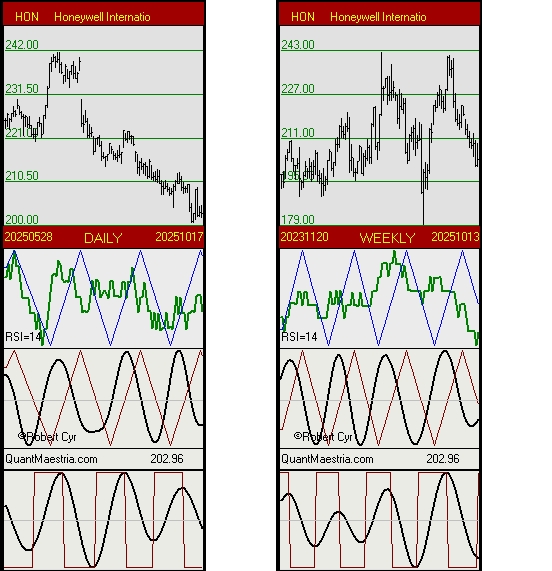 HON Honeywell Internatio
242.00
231.50
221.00
210.50
200.00
20250528 DAILY 20251017
RSI=14
©Robert Cyr
QuantMaestria.com 202.96
HON Honeywell Internatio
243.00
227.00
211.00
195.00
179.00
20231120 WEEKLY 20251013
RSI=14
©Robert Cyr
QuantMaestria.com 202.96